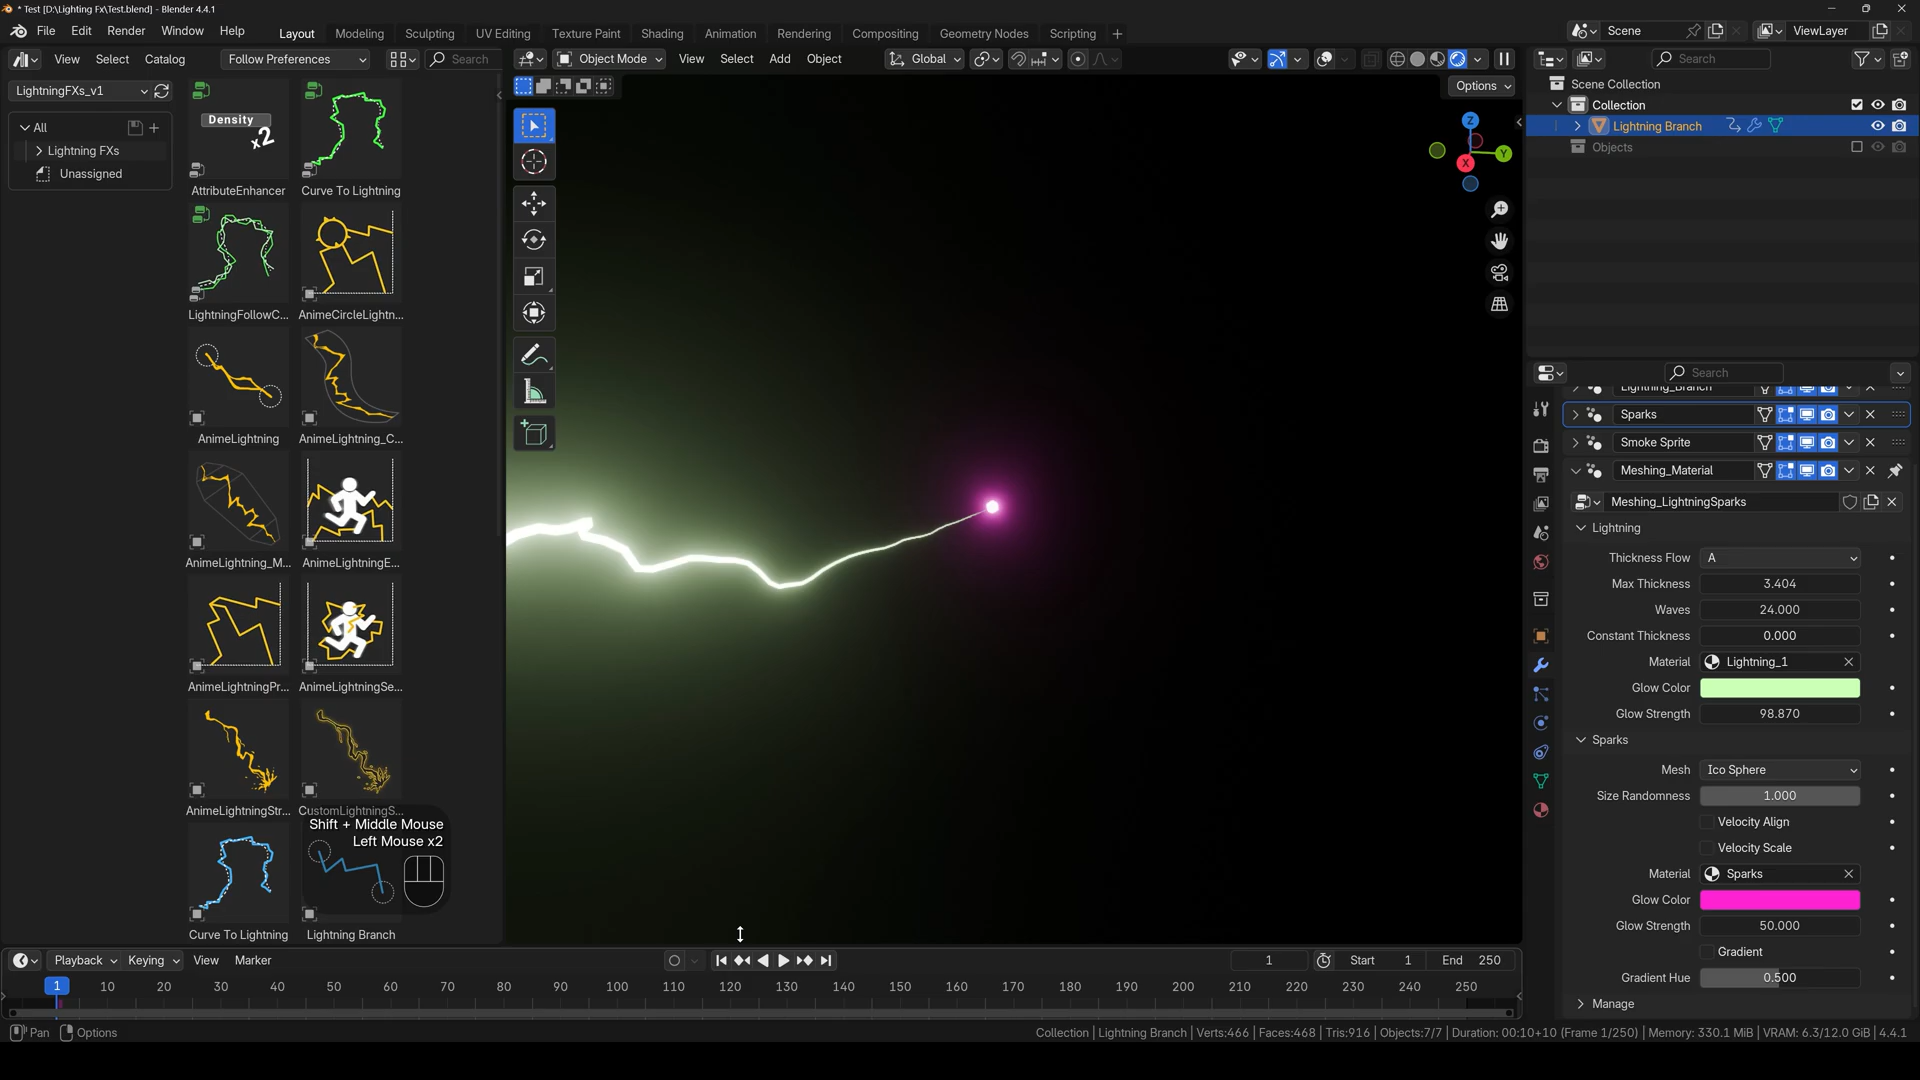 * Test [D:\Lighting Fx\Test.blend] - Blender 4.4.1
File Edit Render Window Help
Layout Modeling Sculpting UV Editing Texture Paint Shading Animation Rendering Compositing Geometry Nodes Scripting +
Scene
ViewLayer
View Select Catalog Follow Preferences Search
Object Mode View Select Add Object Global
Search
LightningFXs_v1
Options
All
Lightning FXs
Unassigned
Density
x2
AttributeEnhancer
Curve To Lightning
LightningFollowC...
AnimeCircleLightn...
AnimeLightning
AnimeLightning_C...
AnimeLightning_M...
AnimeLightningE...
AnimeLightningPr...
AnimeLightningSe...
AnimeLightningStr...
CustomLightningS...
Curve To Lightning
Lightning Branch
Shift + Middle Mouse
Left Mouse x2
Z
Y
X
Scene Collection
Collection
Lightning Branch
Objects
Search
Lightning_Branch
Sparks
Smoke Sprite
Meshing_Material
Meshing_LightningSparks
Lightning
Thickness Flow A
Max Thickness 3.404
Waves 24.000
Constant Thickness 0.000
Material Lightning_1
Glow Color
Glow Strength 98.870
Sparks
Mesh Ico Sphere
Size Randomness 1.000
Velocity Align
Velocity Scale
Material Sparks
Glow Color
Glow Strength 50.000
Gradient
Gradient Hue 0.500
Manage
Playback Keying View Marker
1 Start 1 End 250
1 10 20 30 40 50 60 70 80 90 100 110 120 130 140 150 160 170 180 190 200 210 220 230 240 250
Pan Options
Collection | Lightning Branch | Verts:466 | Faces:468 | Tris:916 | Objects:7/7 | Duration: 00:10+10 (Frame 1/250) | Memory: 330.1 MiB | VRAM: 6.3/12.0 GiB | 4.4.1